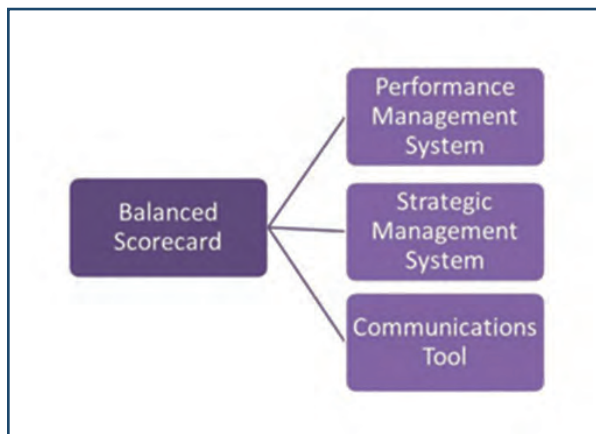 Balanced
Scorecard
Performance
Management
System
Strategic
Management
System
Communications
Tool